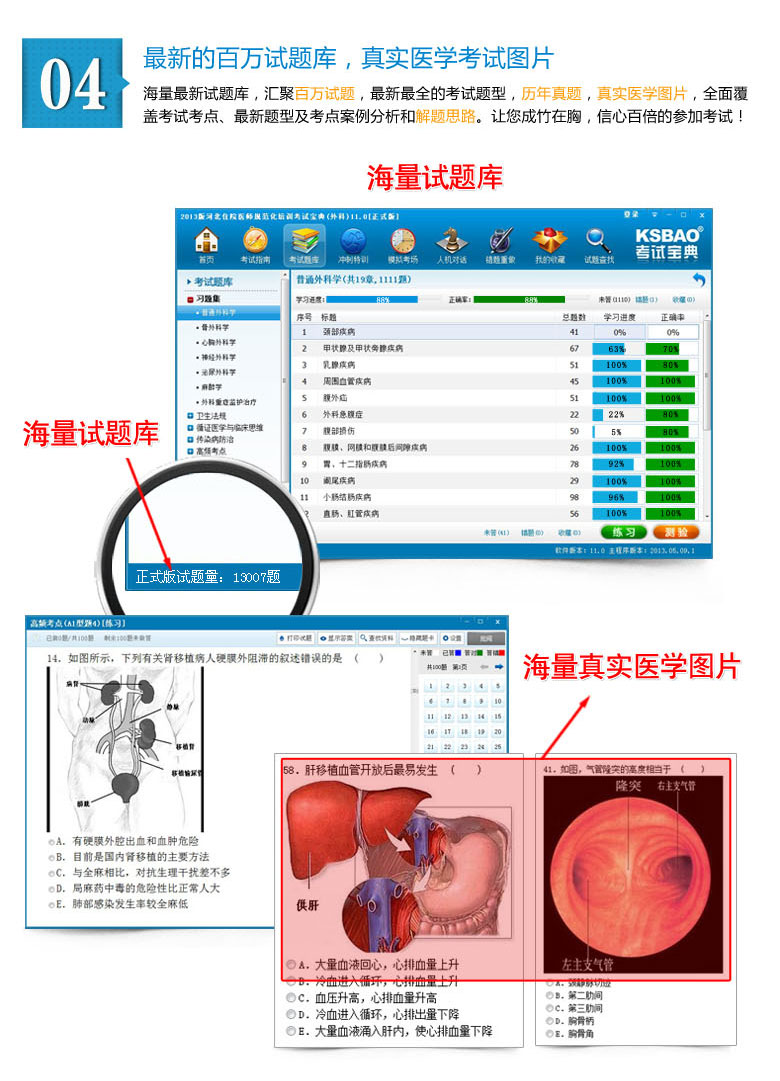 04
最新的百万试题库，真实医学考试图片
海量最新试题库，汇聚百万试题，最新最全的考试题型，历年真题，真实医学图片，全面覆
盖考试考点、最新题型及考点案例分析和解题思路。让您成竹在胸，信心百倍的参加考试！
海量试题库
2013版河北住院医师规范化培训考试宝典(外科)11.0[正式版]
登录
首页 考试指南 考试题库 冲刺特训 模拟考场 人机对话 错题重做 我的收藏 试题查找
KSBAO®
考试宝典
考试题库
习题集
普通外科学
骨外科学
心胸外科学
神经外科学
泌尿外科学
麻醉学
外科重症监护治疗
卫生法规
循证医学与临床思维
传染病防治
高频考点
普通外科学(共19章,1111题)
学习进度： 88% 正确率： 88% 未答(1110) 错题(1) 收藏(0)
序号 标题 总题数 学习进度 正确率
1 颈部疾病 41 0% 0%
2 甲状腺及甲状旁腺疾病 67 63% 70%
3 乳腺疾病 51 100% 80%
4 周围血管疾病 45 100% 100%
5 腹外疝 51 100% 100%
6 外科急腹症 22 22% 80%
7 腹部损伤 50 5% 80%
8 腹膜、网膜和腹膜后间隙疾病 26 100% 100%
9 胃、十二指肠疾病 78 92% 100%
10 阑尾疾病 29 100% 100%
11 小肠结肠疾病 98 96% 100%
直肠、肛管疾病 56 100% 100%
未答(41) 错题(0) 收藏(0) 练习 测验
软件版本：11.0 主程序版本：2013.05.09.1
海量试题库
正式版试题量：13007题
高频考点(A1型题4)[练习]
已做0题/共100题 剩余100题未做答
打印试题 显示答案 查找资料 隐藏题卡 设置
未答 已答 答对 答错
共100题 第1页
1 2 3 4 5
6 7 8 9 10
11 12 13 14 15
16 17 18 19 20
21 22 23 24 25
14．如图所示，下列有关肾移植病人硬膜外阻滞的叙述错误的是 （ ）
病肾
动脉
静脉
移植肾
移植输尿管
膀胱
A．有硬膜外腔出血和血肿危险
B．目前是国内肾移植的主要方法
C．与全麻相比，对抗生理干扰差不多
D．局麻药中毒的危险性比正常人大
E．肺部感染发生率较全麻低
海量真实医学图片
58．肝移植血管开放后最易发生 （ ）
供肝
A．大量血液回心，心排血量上升
B．冷血进入循环，心排血量上升
C．血压升高，心排血量升高
D．冷血进入循环，心排出量下降
E．大量血液涌入肝内，使心排血量下降
41．如图，气管隆突的高度相当于 （ ）
隆突
右主支气管
左主支气管
A．颈静脉切迹
B．第二肋间
C．第三肋间
D．胸骨柄
E．胸骨角